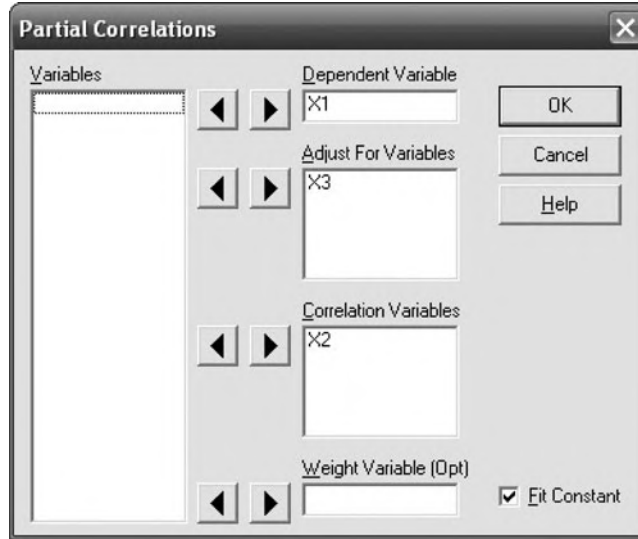 Partial Correlations
Variables
Dependent Variable
X1
Adjust For Variables
X3
Correlation Variables
X2
Weight Variable (Opt)
OK
Cancel
Help
Fit Constant